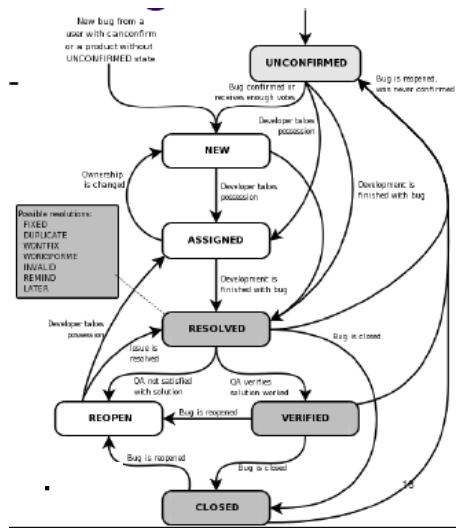 New bug from a
user with canconfirm
or a product without
UNCONFIRMED state
UNCONFIRMED
Bug is reopened,
was never confirmed
Bug confirmed or
receives enough votes
Developer takes
possession
NEW
Ownership
is changed
Developer takes
possession
Development is
finished with bug
Possible resolutions:
FIXED
DUPLICATE
WONTFIX
WORKSFORME
INVALID
REMIND
LATER
ASSIGNED
Development is
finished with bug
RESOLVED
Developer takes
possession
Issue is
resolved
Bug is closed
QA not satisfied
with solution
QA verifies
solution worked
REOPEN
Bug is reopened
VERIFIED
Bug is reopened
Bug is closed
CLOSED